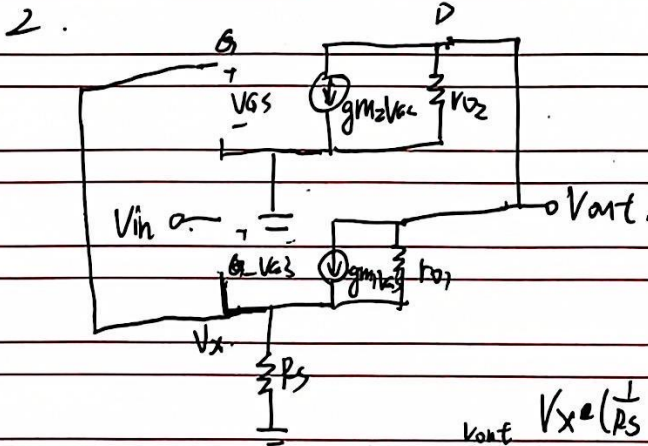 2.
D
G
+
VGS
-
gm2VGS
ro2
Vin
+
Vout.
G
- VGS
gm1VGS
ro1
Vx.
Rs
Vout
Vx•(1/Rs